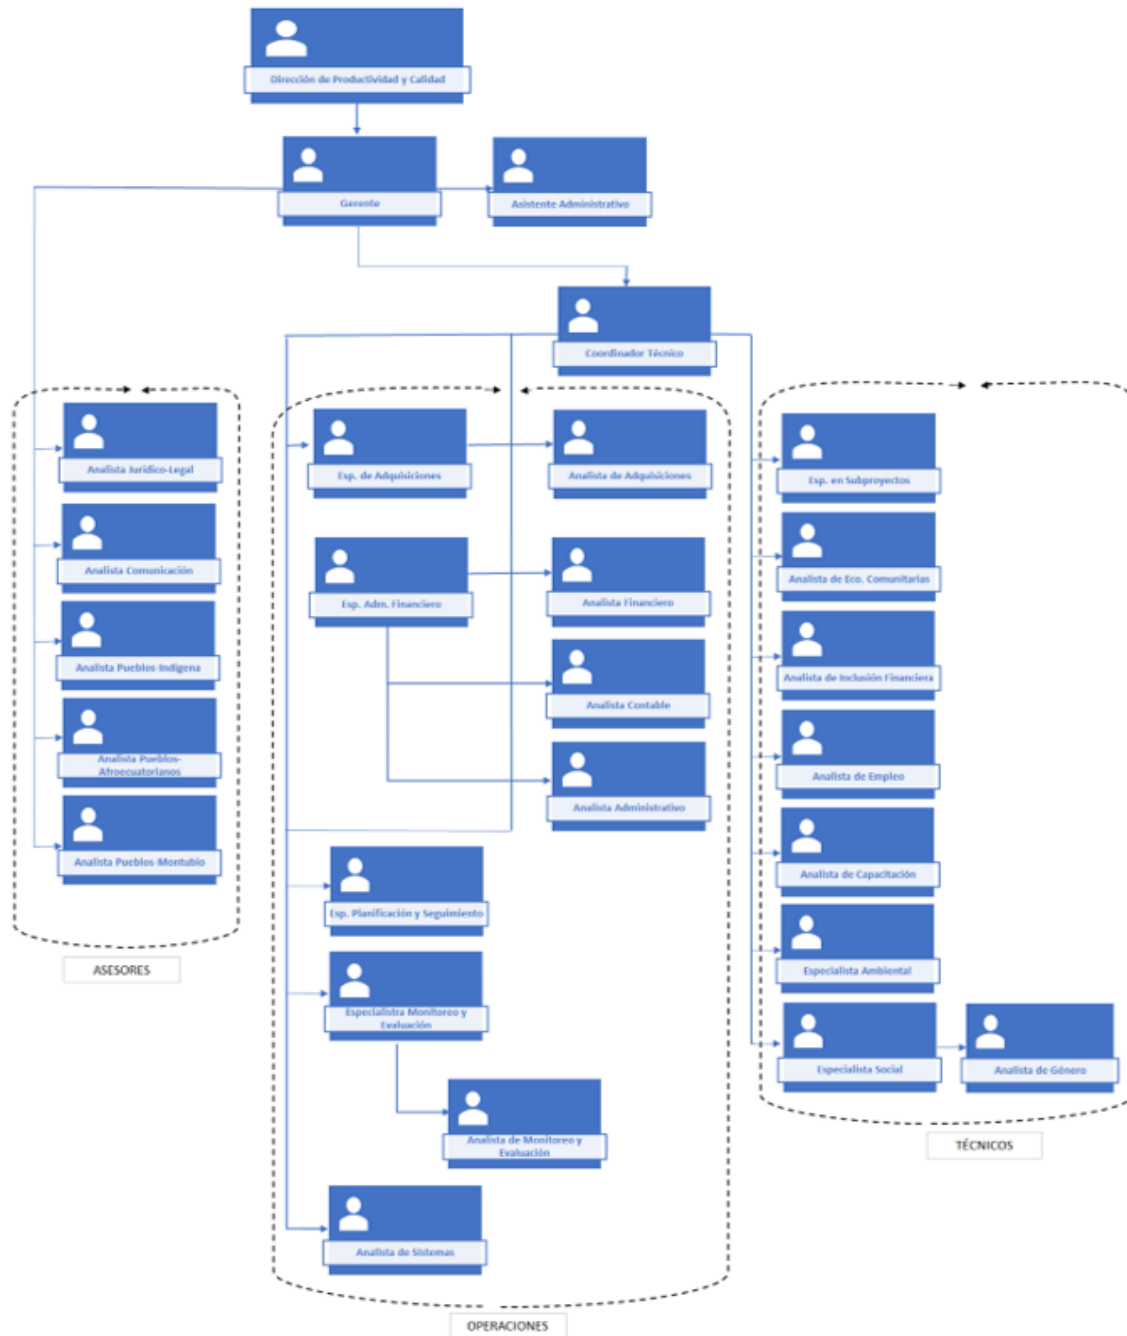 Dirección de Productividad y Calidad
Gerente
Asistente Administrativo
Coordinador Técnico
Analista Jurídico-Legal
Analista Comunicación
Analista Pueblos-Indígena
Analista Pueblos-
Afroecuatorianos
Analista Pueblos-Montubio
ASESORES
Esp. de Adquisiciones
Analista de Adquisiciones
Esp. Adm. Financiero
Analista Financiero
Analista Contable
Analista Administrativo
Esp. Planificación y Seguimiento
Especialistra Monitoreo y
Evaluación
Analista de Monitoreo y
Evaluación
Analista de Sistemas
OPERACIONES
Esp. en Subproyectos
Analista de Eco. Comunitarias
Analista de Inclusión Financiera
Analista de Empleo
Analista de Capacitación
Especialista Ambiental
Especialista Social
Analista de Género
TÉCNICOS